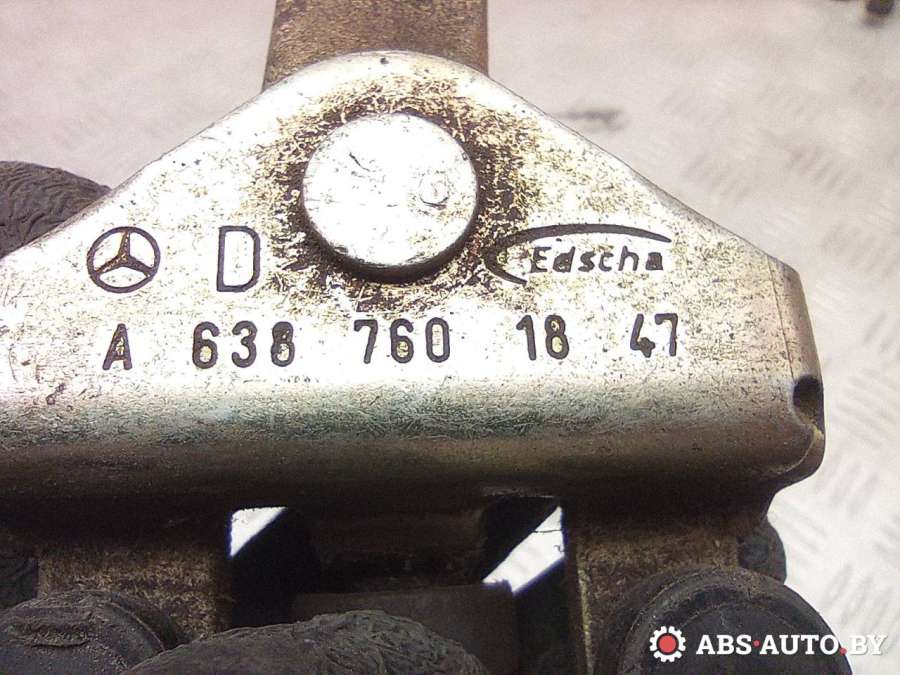 D Edscha
A 638 760 18 47
ABS·AUTO.BY